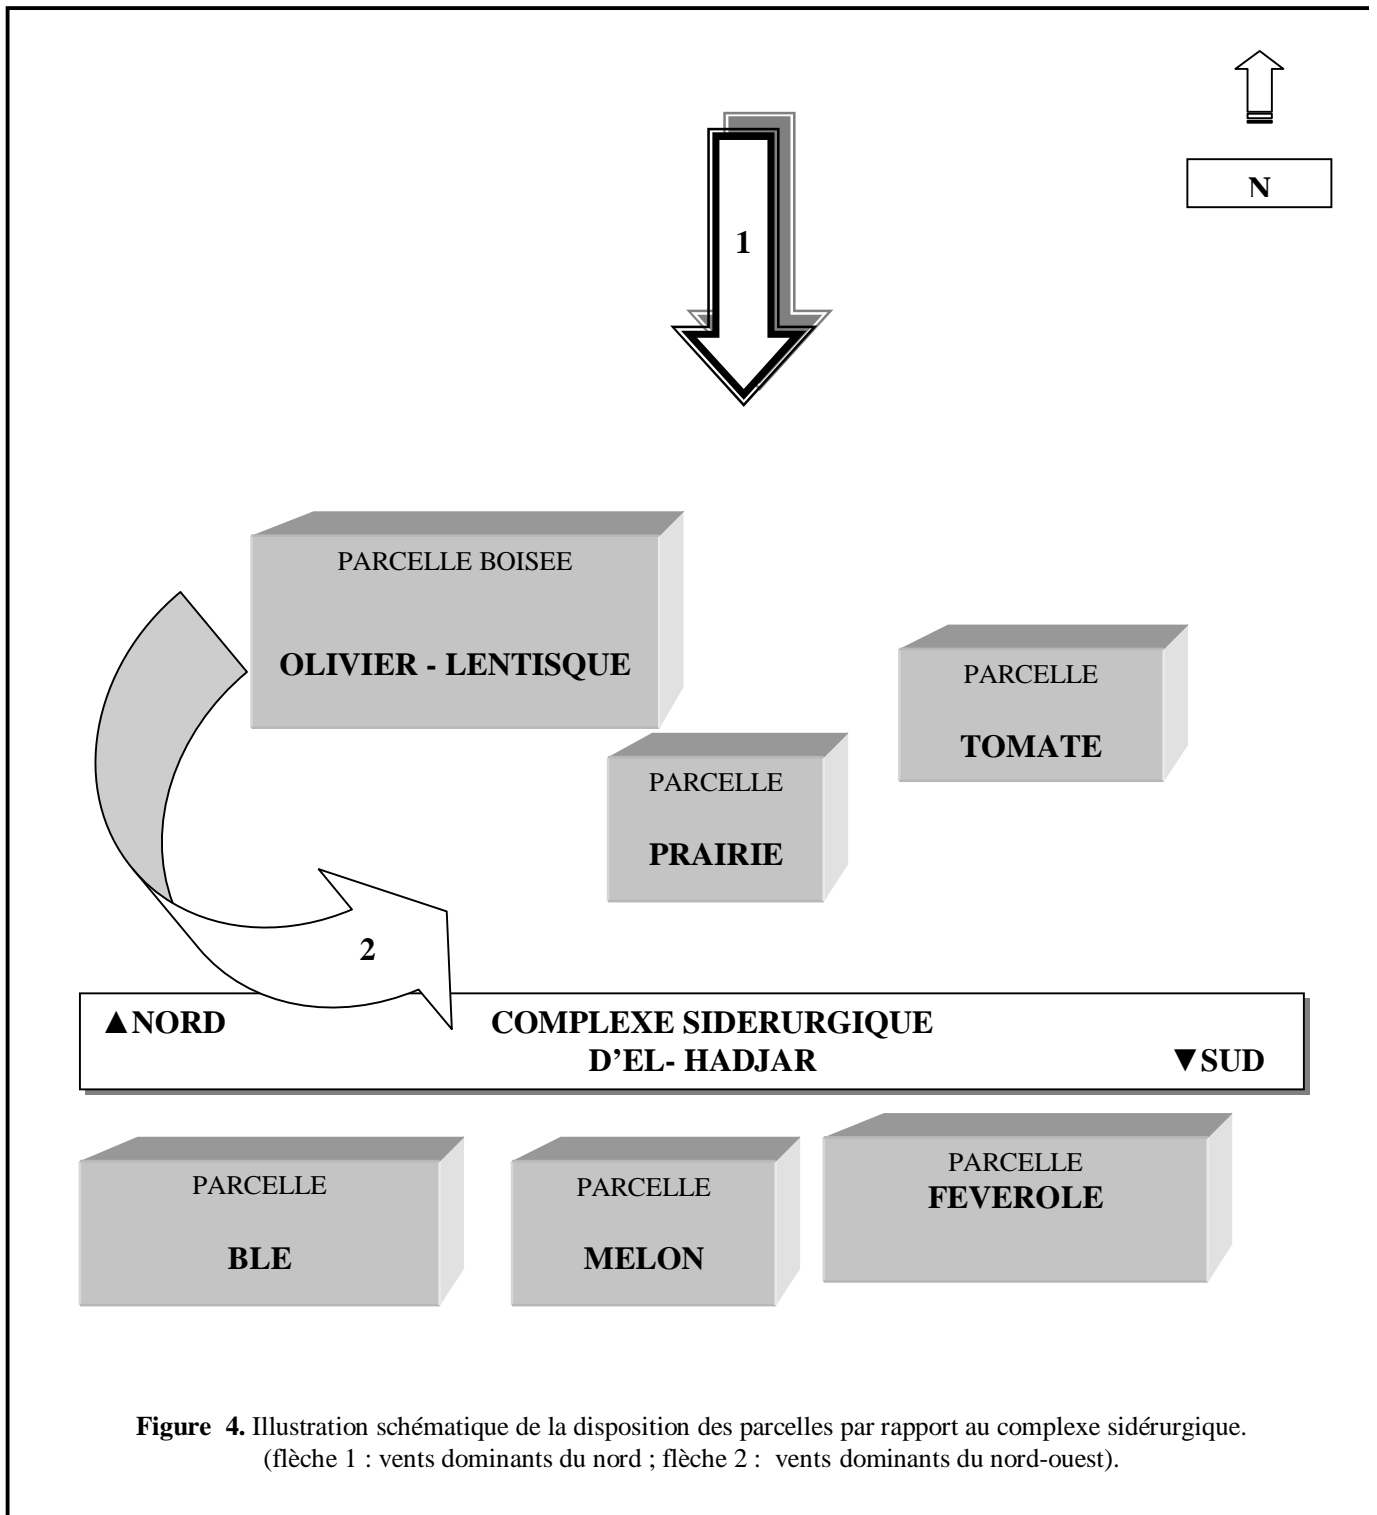 N
1
PARCELLE BOISEE
OLIVIER - LENTISQUE
PARCELLE
TOMATE
PARCELLE
PRAIRIE
2
▲NORD COMPLEXE SIDERURGIQUE
D’EL- HADJAR ▼SUD
PARCELLE
BLE
PARCELLE
MELON
PARCELLE
FEVEROLE
Figure 4. Illustration schématique de la disposition des parcelles par rapport au complexe sidérurgique.
(flèche 1 : vents dominants du nord ; flèche 2 : vents dominants du nord-ouest).